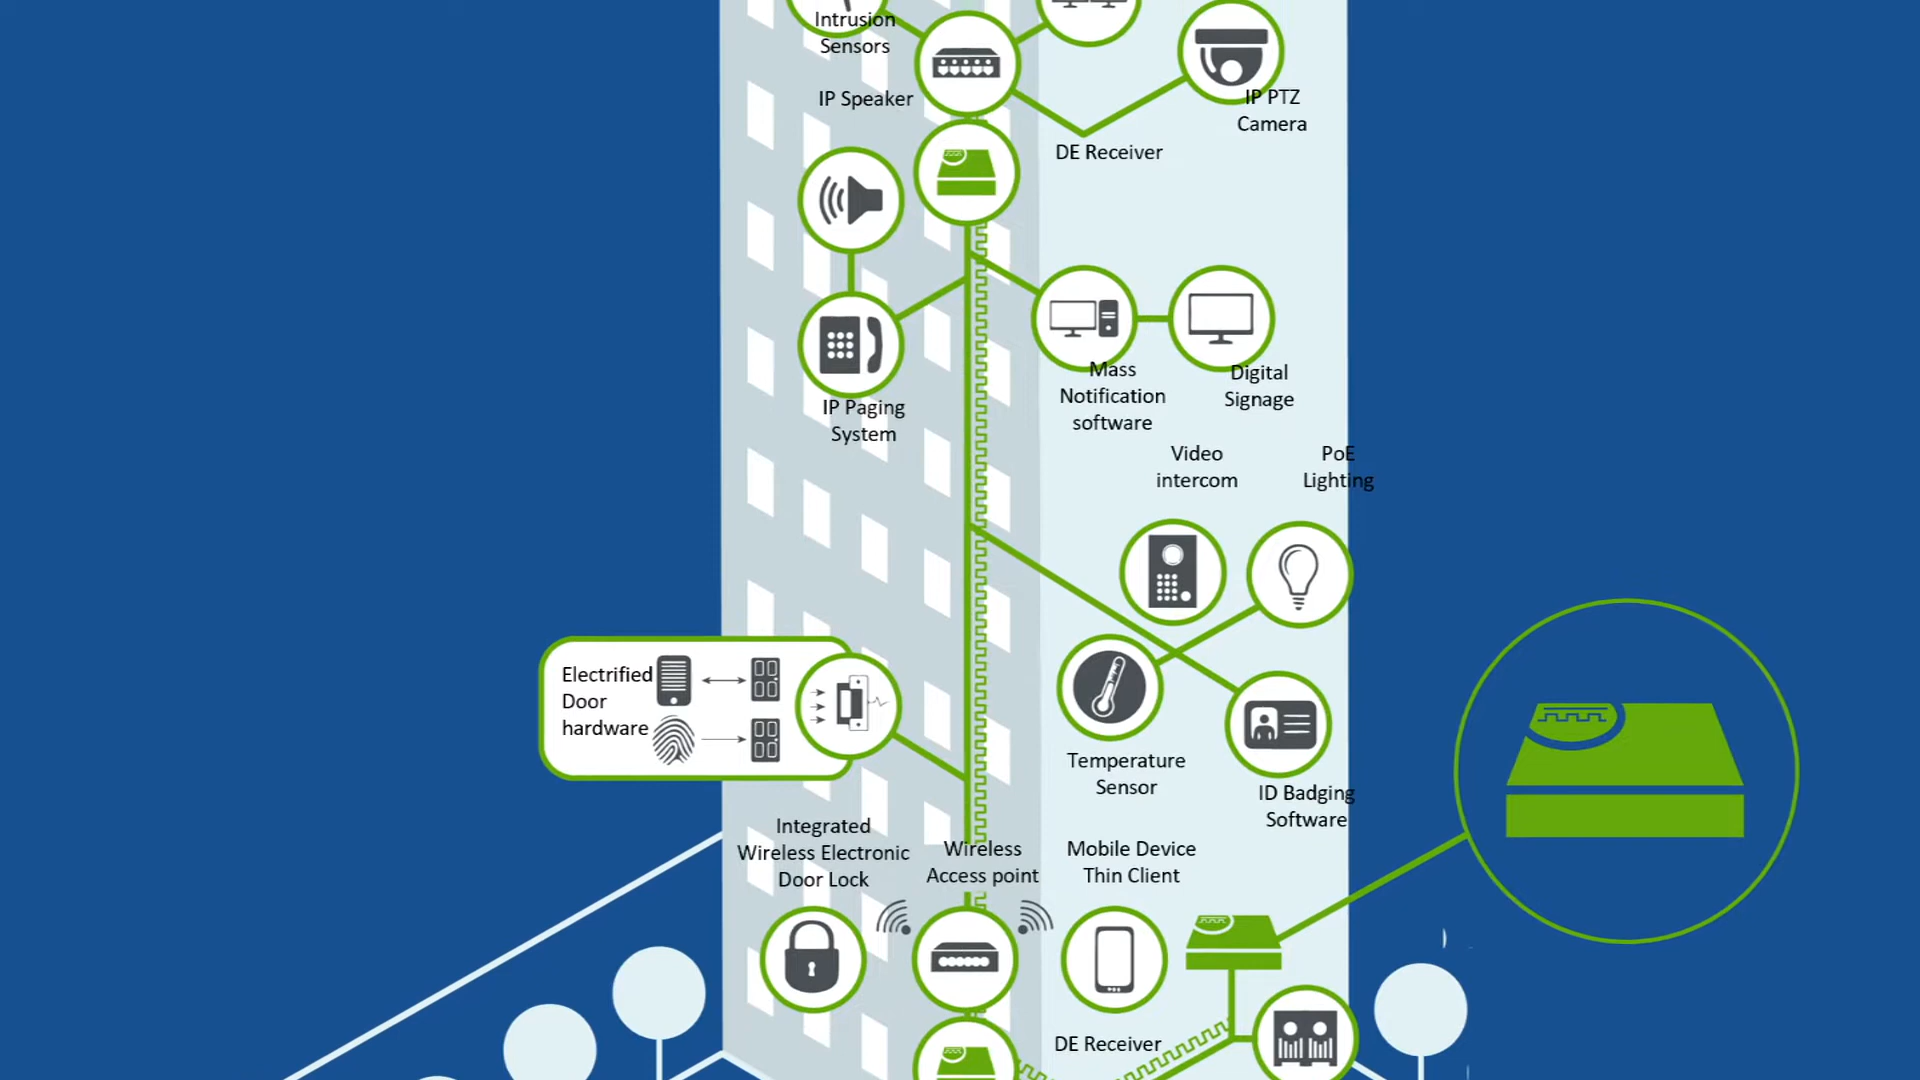 Intrusion
Sensors
IP Speaker
IP PTZ
Camera
DE Receiver
Mass
Notification
software
Digital
Signage
IP Paging
System
Video
intercom
PoE
Lighting
Electrified
Door
hardware
Temperature
Sensor
ID Badging
Software
Integrated
Wireless Electronic
Door Lock
Wireless
Access point
Mobile Device
Thin Client
DE Receiver